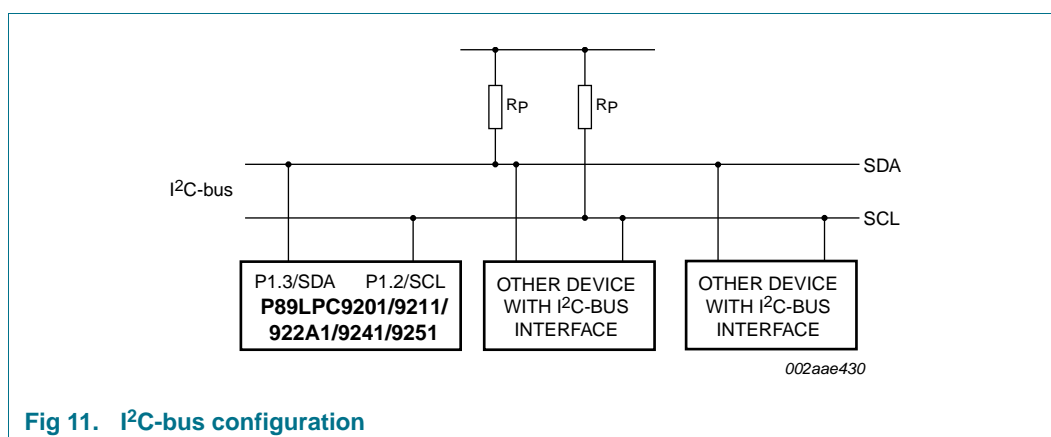 RP
RP
SDA
I²C-bus
SCL
P1.3/SDA P1.2/SCL
P89LPC9201/9211/
922A1/9241/9251
OTHER DEVICE
WITH I²C-BUS
INTERFACE
OTHER DEVICE
WITH I²C-BUS
INTERFACE
002aae430
Fig 11. I²C-bus configuration